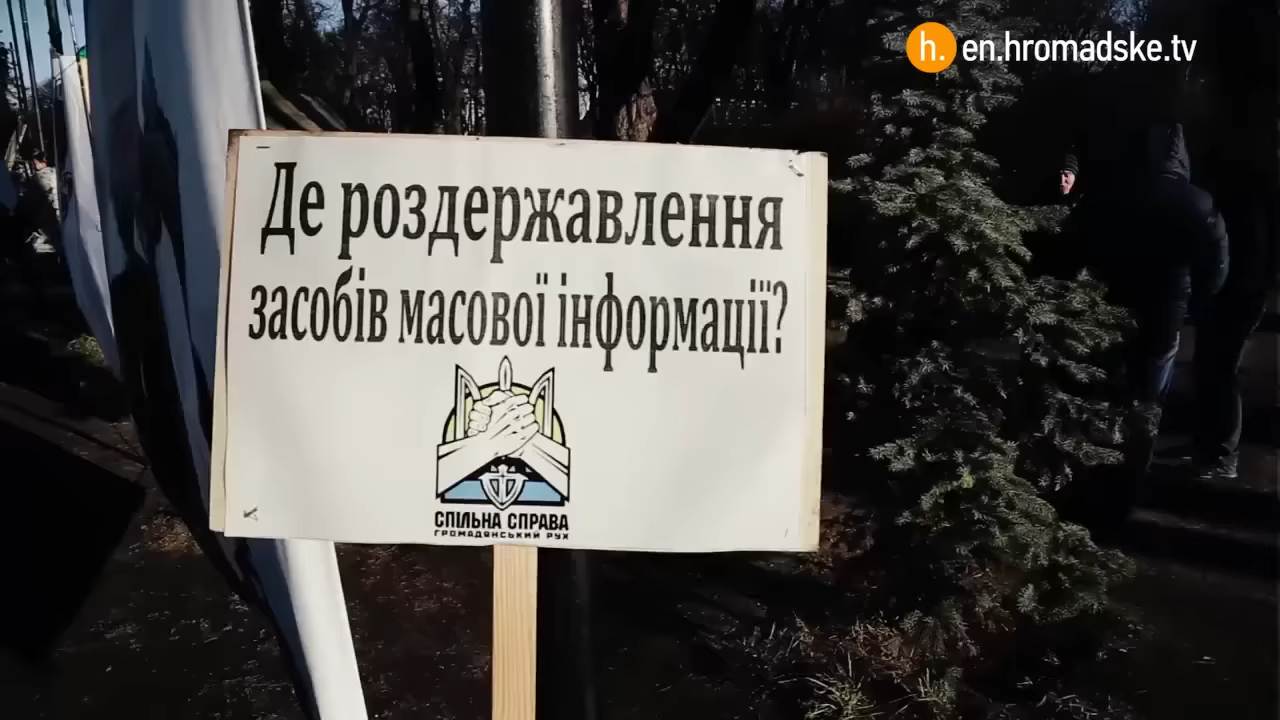 h. en.hromadske.tv
Де роздержавлення
засобів масової інформації?
СПІЛЬНА СПРАВА
ГРОМАДЯНСЬКИЙ РУХ